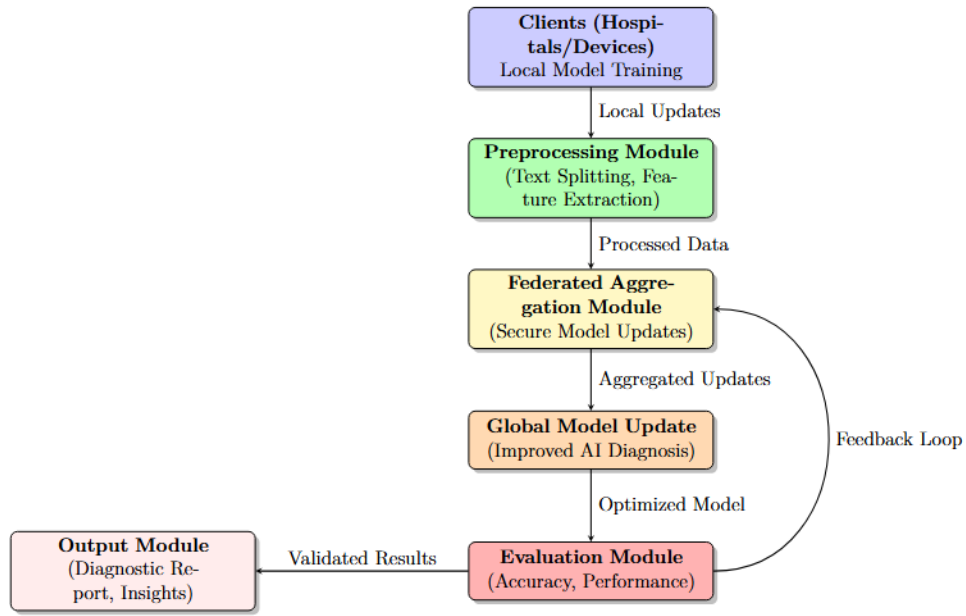 Clients (Hospi-
tals/Devices)
Local Model Training
Local Updates
Preprocessing Module
(Text Splitting, Fea-
ture Extraction)
Processed Data
Federated Aggre-
gation Module
(Secure Model Updates)
Aggregated Updates
Global Model Update
(Improved AI Diagnosis)
Feedback Loop
Optimized Model
Output Module
(Diagnostic Re-
port, Insights)
Validated Results
Evaluation Module
(Accuracy, Performance)